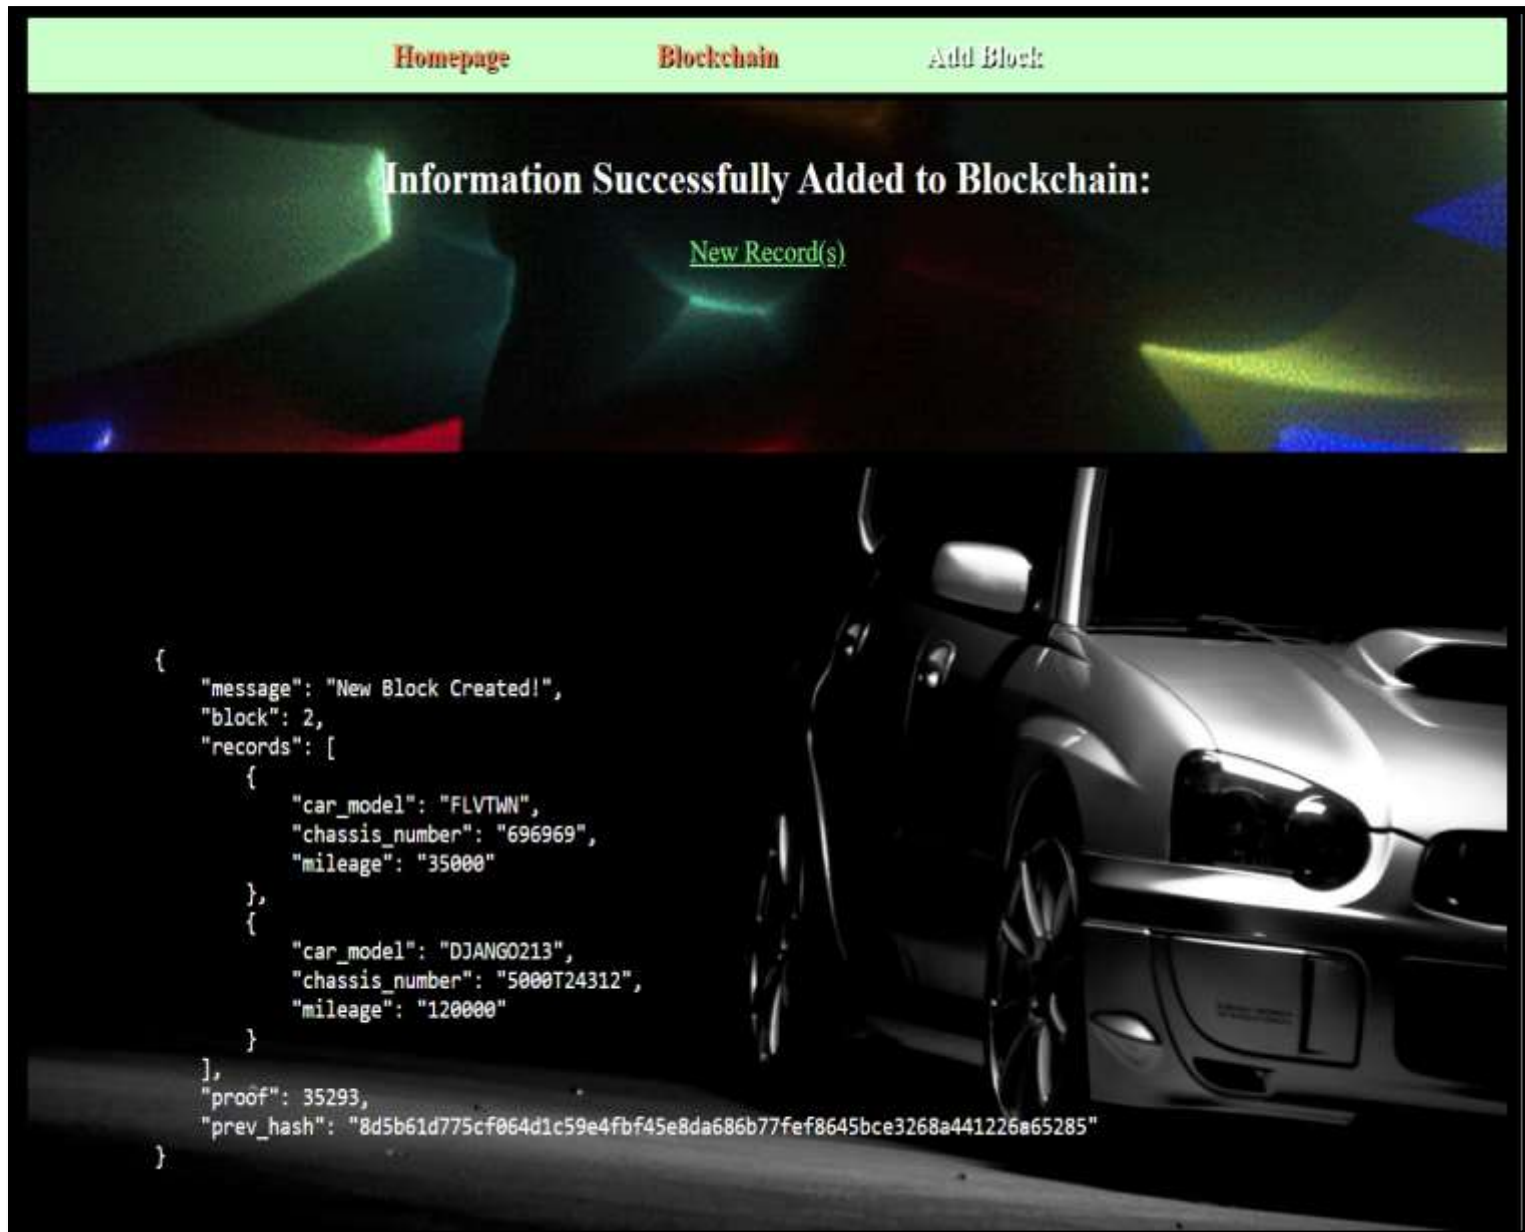 Homepage Blockchain Add Block
Information Successfully Added to Blockchain:
New Record(s)
{
"message": "New Block Created!",
"block": 2,
"records": [
{
"car_model": "FLVTWN",
"chassis_number": "696969",
"mileage": "35000"
},
{
"car_model": "DJANGO213",
"chassis_number": "5000T24312",
"mileage": "120000"
}
],
"proof": 35293,
"prev_hash": "8d5b61d775cf064d1c59e4fbf45e8da686b77fef8645bce3268a441226a65285"
}